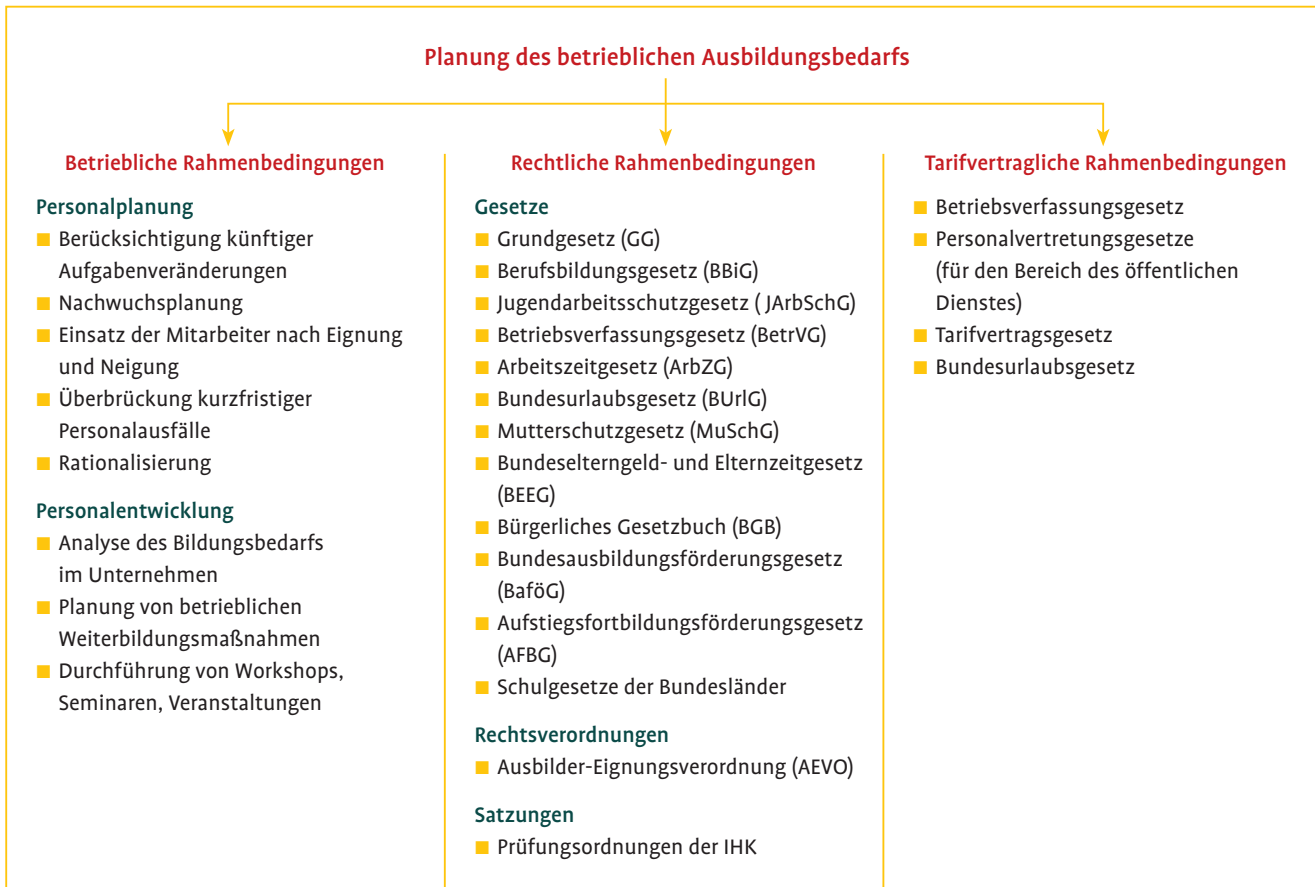 Planung des betrieblichen Ausbildungsbedarfs
Betriebliche Rahmenbedingungen
Personalplanung
Berücksichtigung künftiger
Aufgabenveränderungen
Nachwuchsplanung
Einsatz der Mitarbeiter nach Eignung
und Neigung
Überbrückung kurzfristiger
Personalausfälle
Rationalisierung
Personalentwicklung
Analyse des Bildungsbedarfs
im Unternehmen
Planung von betrieblichen
Weiterbildungsmaßnahmen
Durchführung von Workshops,
Seminaren, Veranstaltungen
Rechtliche Rahmenbedingungen
Gesetze
Grundgesetz (GG)
Berufsbildungsgesetz (BBiG)
Jugendarbeitsschutzgesetz ( JArbSchG)
Betriebsverfassungsgesetz (BetrVG)
Arbeitszeitgesetz (ArbZG)
Bundesurlaubsgesetz (BUrlG)
Mutterschutzgesetz (MuSchG)
Bundeselterngeld- und Elternzeitgesetz
(BEEG)
Bürgerliches Gesetzbuch (BGB)
Bundesausbildungsförderungsgesetz
(BaföG)
Aufstiegsfortbildungsförderungsgesetz
(AFBG)
Schulgesetze der Bundesländer
Rechtsverordnungen
Ausbilder-Eignungsverordnung (AEVO)
Satzungen
Prüfungsordnungen der IHK
Tarifvertragliche Rahmenbedingungen
Betriebsverfassungsgesetz
Personalvertretungsgesetze
(für den Bereich des öffentlichen
Dienstes)
Tarifvertragsgesetz
Bundesurlaubsgesetz